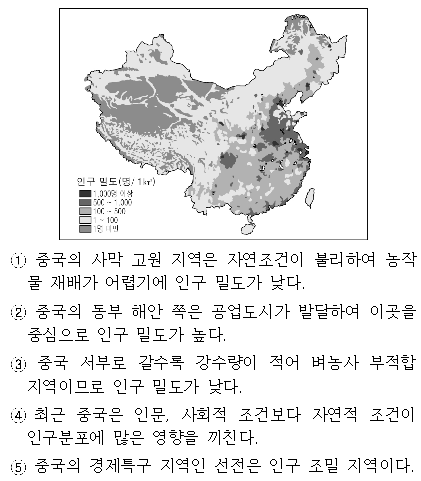 인구 밀도(명/1㎢)
1,000명 이상
500 ~ 1,000
100 ~ 500
1 ~ 100
1명 미만
① 중국의 사막 고원 지역은 자연조건이 불리하여 농작
물 재배가 어렵기에 인구 밀도가 낮다.
② 중국의 동부 해안 쪽은 공업도시가 발달하여 이곳을
중심으로 인구 밀도가 높다.
③ 중국 서부로 갈수록 강수량이 적어 벼농사 부적합
지역이므로 인구 밀도가 낮다.
④ 최근 중국은 인문, 사회적 조건보다 자연적 조건이
인구분포에 많은 영향을 끼친다.
⑤ 중국의 경제특구 지역인 선전은 인구 조밀 지역이다.